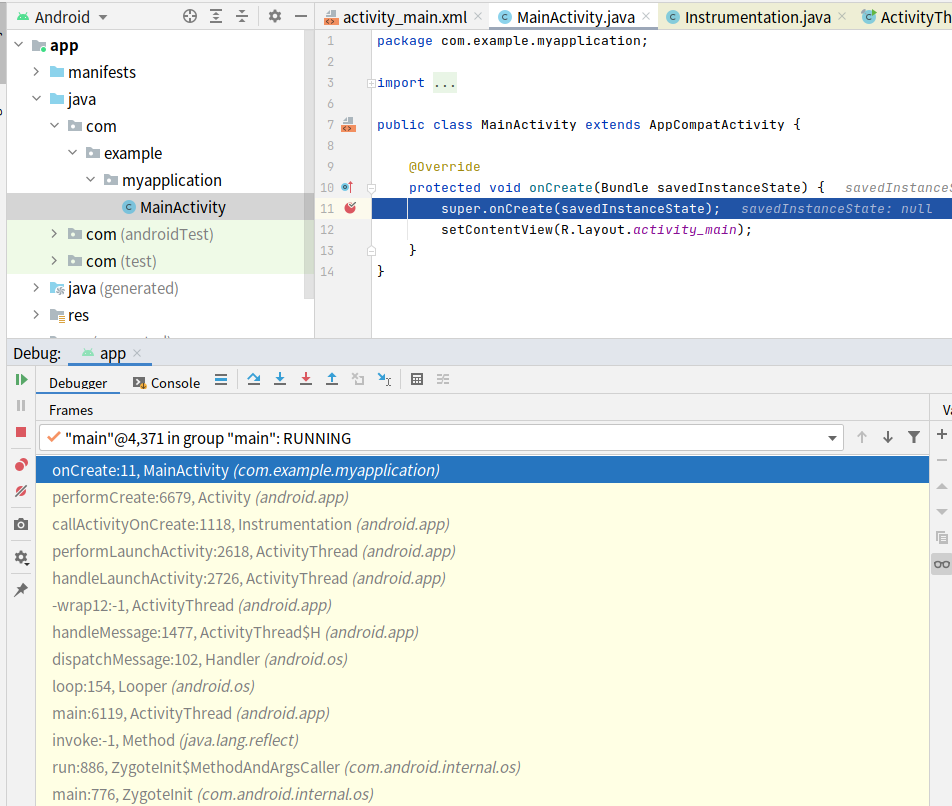 Android
app
manifests
java
com
example
myapplication
MainActivity
com (androidTest)
com (test)
java (generated)
res
activity_main.xml
MainActivity.java
Instrumentation.java
ActivityTh
1 package com.example.myapplication;
2
3 import ...
6
7 public class MainActivity extends AppCompatActivity {
8
9 @Override
10 protected void onCreate(Bundle savedInstanceState) { savedInstanceS
11 super.onCreate(savedInstanceState); savedInstanceState: null
12 setContentView(R.layout.activity_main);
13 }
14 }
Debug: app
Debugger Console
Frames
"main"@4,371 in group "main": RUNNING
onCreate:11, MainActivity (com.example.myapplication)
performCreate:6679, Activity (android.app)
callActivityOnCreate:1118, Instrumentation (android.app)
performLaunchActivity:2618, ActivityThread (android.app)
handleLaunchActivity:2726, ActivityThread (android.app)
-wrap12:-1, ActivityThread (android.app)
handleMessage:1477, ActivityThread$H (android.app)
dispatchMessage:102, Handler (android.os)
loop:154, Looper (android.os)
main:6119, ActivityThread (android.app)
invoke:-1, Method (java.lang.reflect)
run:886, ZygoteInit$MethodAndArgsCaller (com.android.internal.os)
main:776, ZygoteInit (com.android.internal.os)